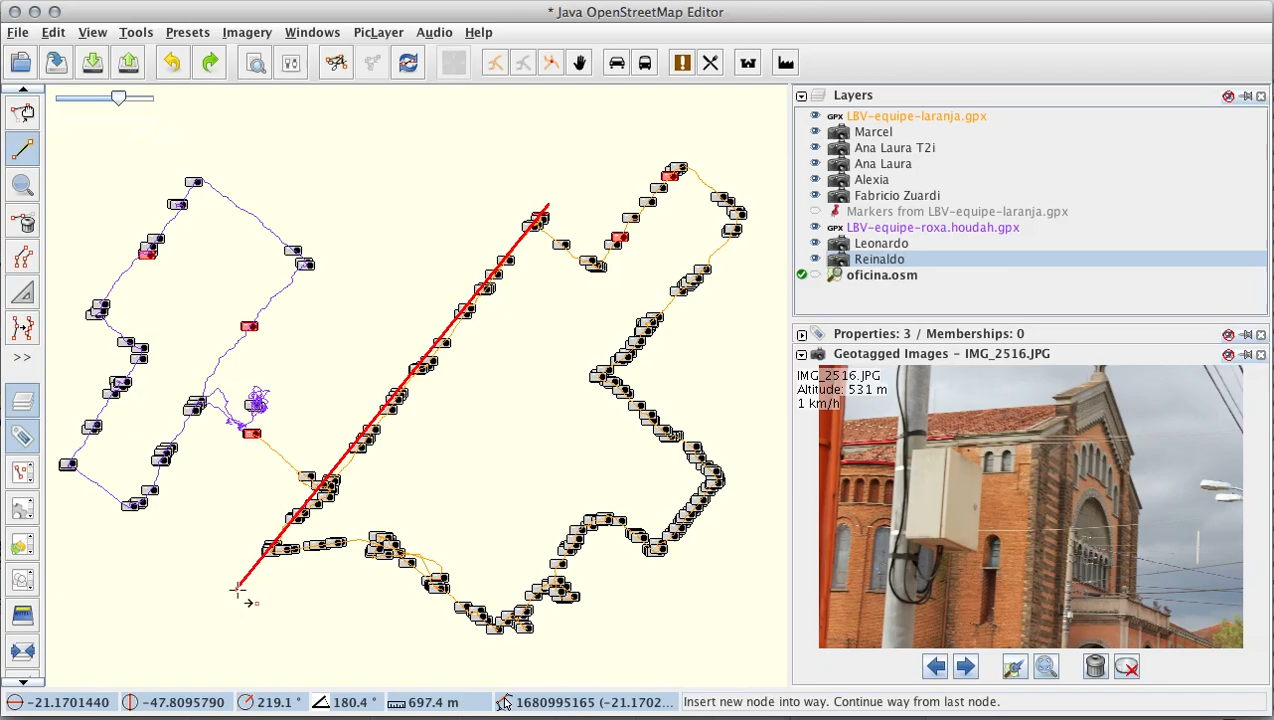 * Java OpenStreetMap Editor
File Edit View Tools Presets Imagery Windows PicLayer Audio Help
Layers
GPX LBV-equipe-laranja.gpx
Marcel
Ana Laura T2i
Ana Laura
Alexia
Fabricio Zuardi
Markers from LBV-equipe-laranja.gpx
GPX LBV-equipe-roxa.houdah.gpx
Leonardo
Reinaldo
oficina.osm
Properties: 3 / Memberships: 0
Geotagged Images - IMG_2516.JPG
IMG_2516.JPG
Altitude: 531 m
1 km/h
>>
-21.1701440 -47.8095790 219.1 ° 180.4 ° 697.4 m 1680995165 (-21.1702... Insert new node into way. Continue way from last node.